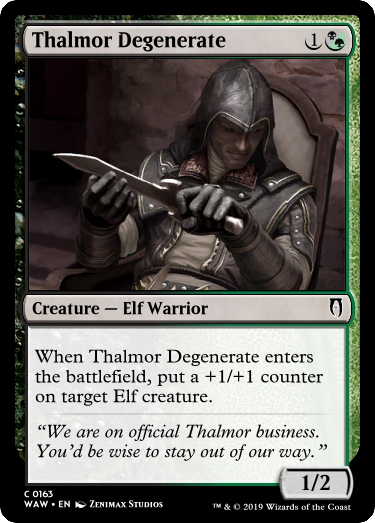 Thalmor Degenerate 1
Creature — Elf Warrior
When Thalmor Degenerate enters
the battlefield, put a +1/+1 counter
on target Elf creature.
“We are on official Thalmor business.
You’d be wise to stay out of our way.”
1/2
C 0163
WAW • EN Zenimax Studios
™ & © 2019 Wizards of the Coast